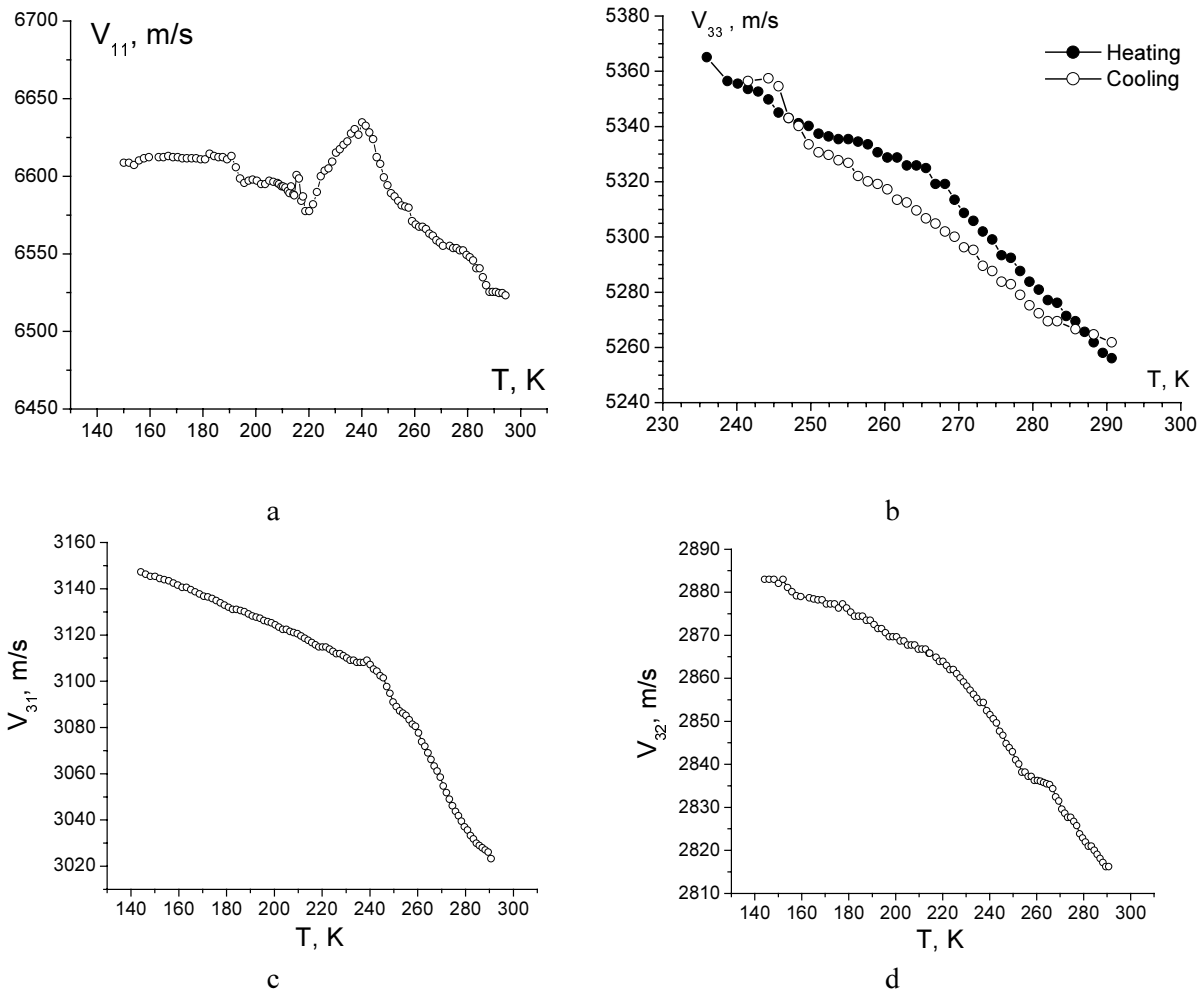 V₁₁, m/s
6700
6650
6600
6550
6500
6450
140 160 180 200 220 240 260 280 300
T, K
a
V₃₃ , m/s
Heating
Cooling
5380
5360
5340
5320
5300
5280
5260
5240
230 240 250 260 270 280 290 300
T, K
b
V₃₁, m/s
3160
3140
3120
3100
3080
3060
3040
3020
140 160 180 200 220 240 260 280 300
T, K
c
V₃₂, m/s
2890
2880
2870
2860
2850
2840
2830
2820
2810
140 160 180 200 220 240 260 280 300
T, K
d